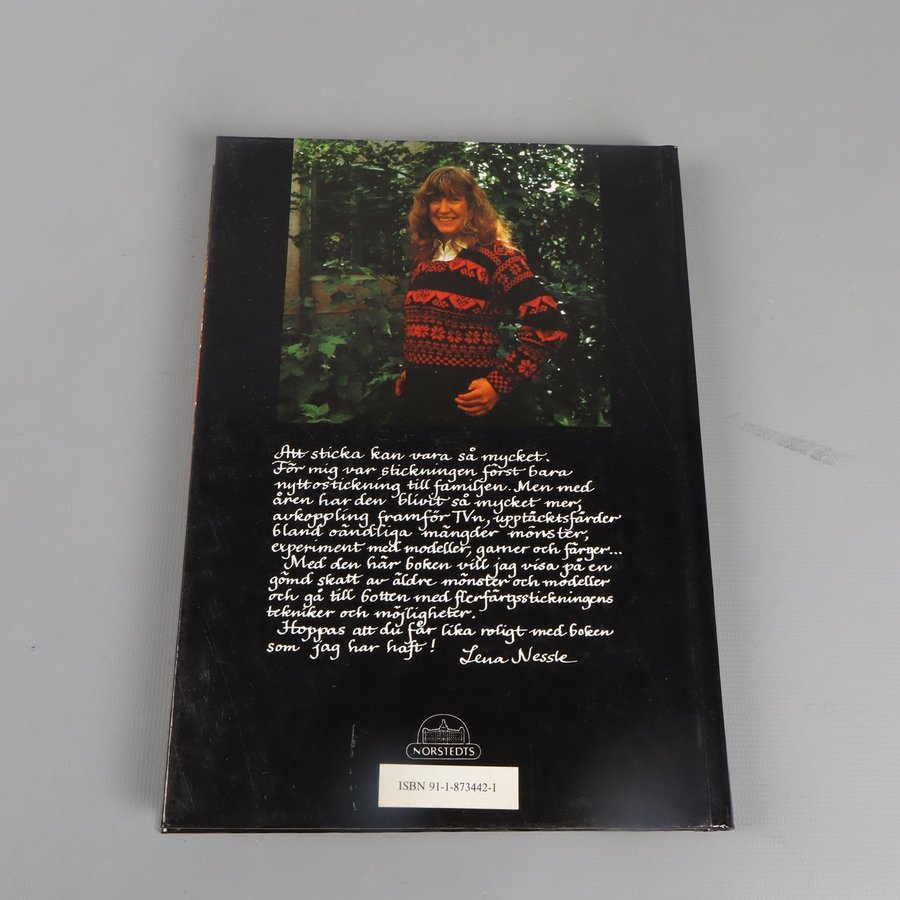 Att sticka kan vara så mycket.
För mig var stickningen först bara
nyttostickning till familjen. Men med
åren har den blivit så mycket mer,
avkoppling framför TVn, upptäcktsfärder
bland oändliga mängder mönster,
experiment med modeller, garner och färger...
Med den här boken vill jag visa på en
gömd skatt av äldre mönster och modeller
och gå till botten med flerfärgsstickningens
tekniker och möjligheter.
Hoppas att du får lika roligt med boken
som jag har haft!
Lena Nessle
NORSTEDTS
ISBN 91-1-873442-1